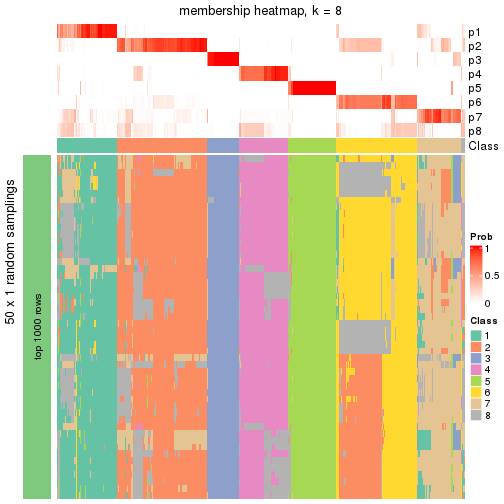 membership heatmap, k = 8
p1
p2
p3
p4
p5
p6
p7
p8
Class
50 x 1 random samplings
top 1000 rows
Prob
1
0.5
0
Class
1
2
3
4
5
6
7
8